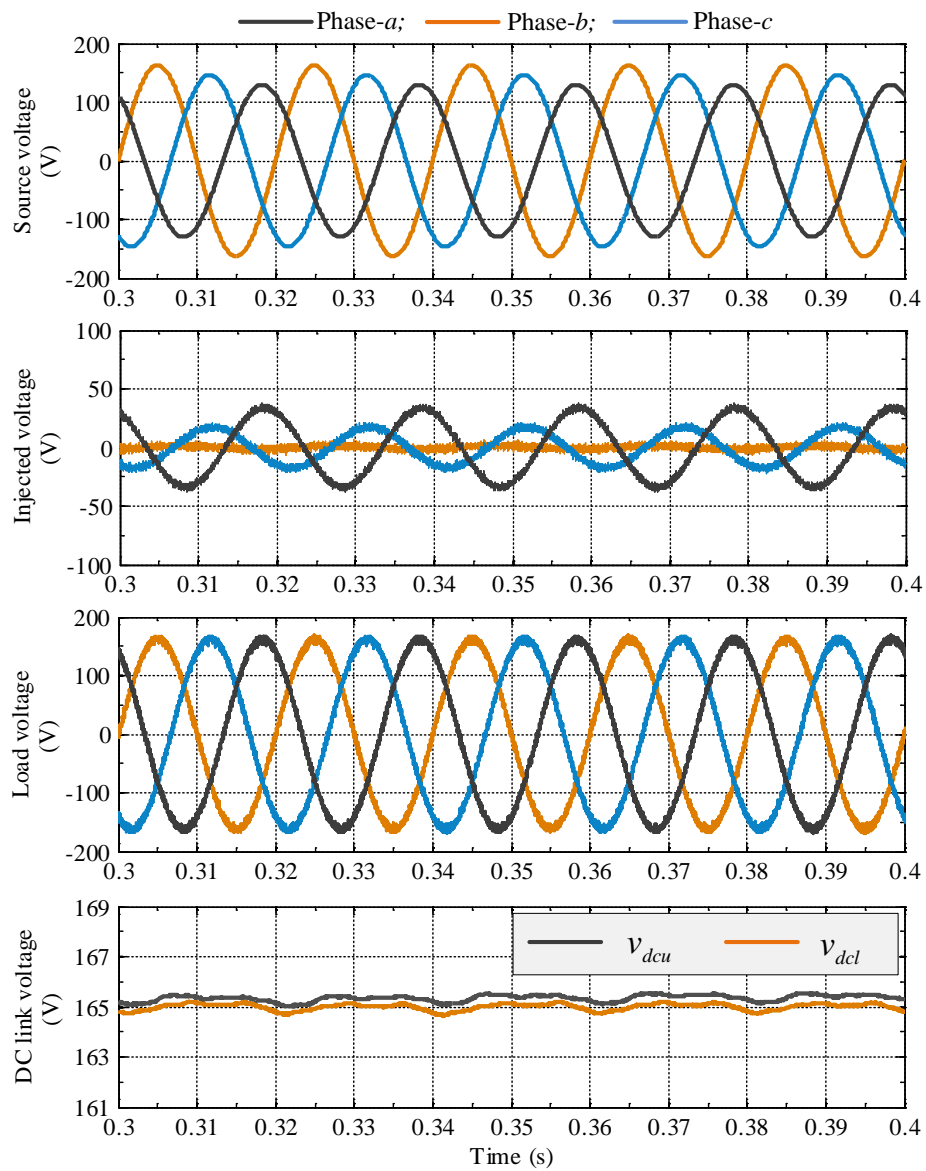 Phase-a; Phase-b; Phase-c
Source voltage
(V)
200
100
0
-100
-200
0.3 0.31 0.32 0.33 0.34 0.35 0.36 0.37 0.38 0.39 0.4
Injected voltage
(V)
100
50
0
-50
-100
0.3 0.31 0.32 0.33 0.34 0.35 0.36 0.37 0.38 0.39 0.4
Load voltage
(V)
200
100
0
-100
-200
0.3 0.31 0.32 0.33 0.34 0.35 0.36 0.37 0.38 0.39 0.4
DC link voltage
(V)
169
167
165
163
161
v_dcu v_dcl
0.3 0.31 0.32 0.33 0.34 0.35 0.36 0.37 0.38 0.39 0.4
Time (s)